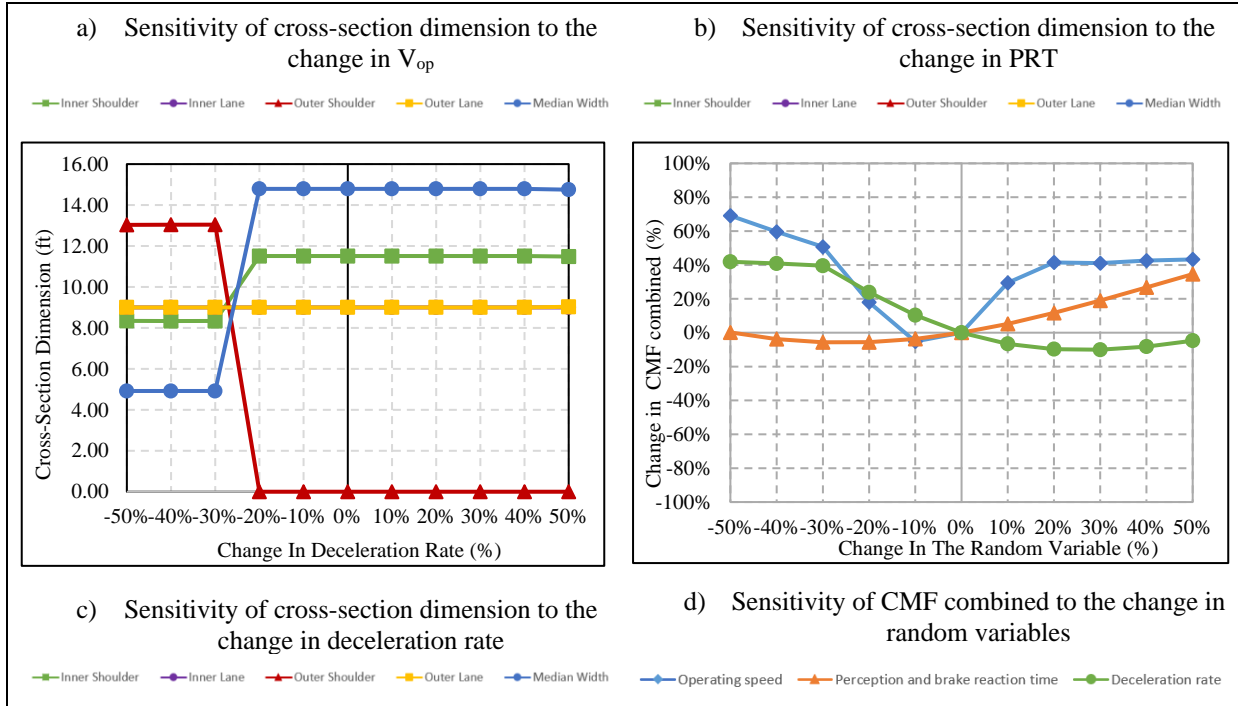 a) Sensitivity of cross-section dimension to the
change in Vop
Inner Shoulder Inner Lane Outer Shoulder Outer Lane Median Width
b) Sensitivity of cross-section dimension to the
change in PRT
Inner Shoulder Inner Lane Outer Shoulder Outer Lane Median Width
Cross-Section Dimension (ft)
16.00
14.00
12.00
10.00
8.00
6.00
4.00
2.00
0.00
-50% -40% -30% -20% -10% 0% 10% 20% 30% 40% 50%
Change In Deceleration Rate (%)
Change in CMF combined (%)
100%
80%
60%
40%
20%
0%
-20%
-40%
-60%
-80%
-100%
-50% -40% -30% -20% -10% 0% 10% 20% 30% 40% 50%
Change In The Random Variable (%)
c) Sensitivity of cross-section dimension to the
change in deceleration rate
Inner Shoulder Inner Lane Outer Shoulder Outer Lane Median Width
d) Sensitivity of CMF combined to the change in
random variables
Operating speed Perception and brake reaction time Deceleration rate